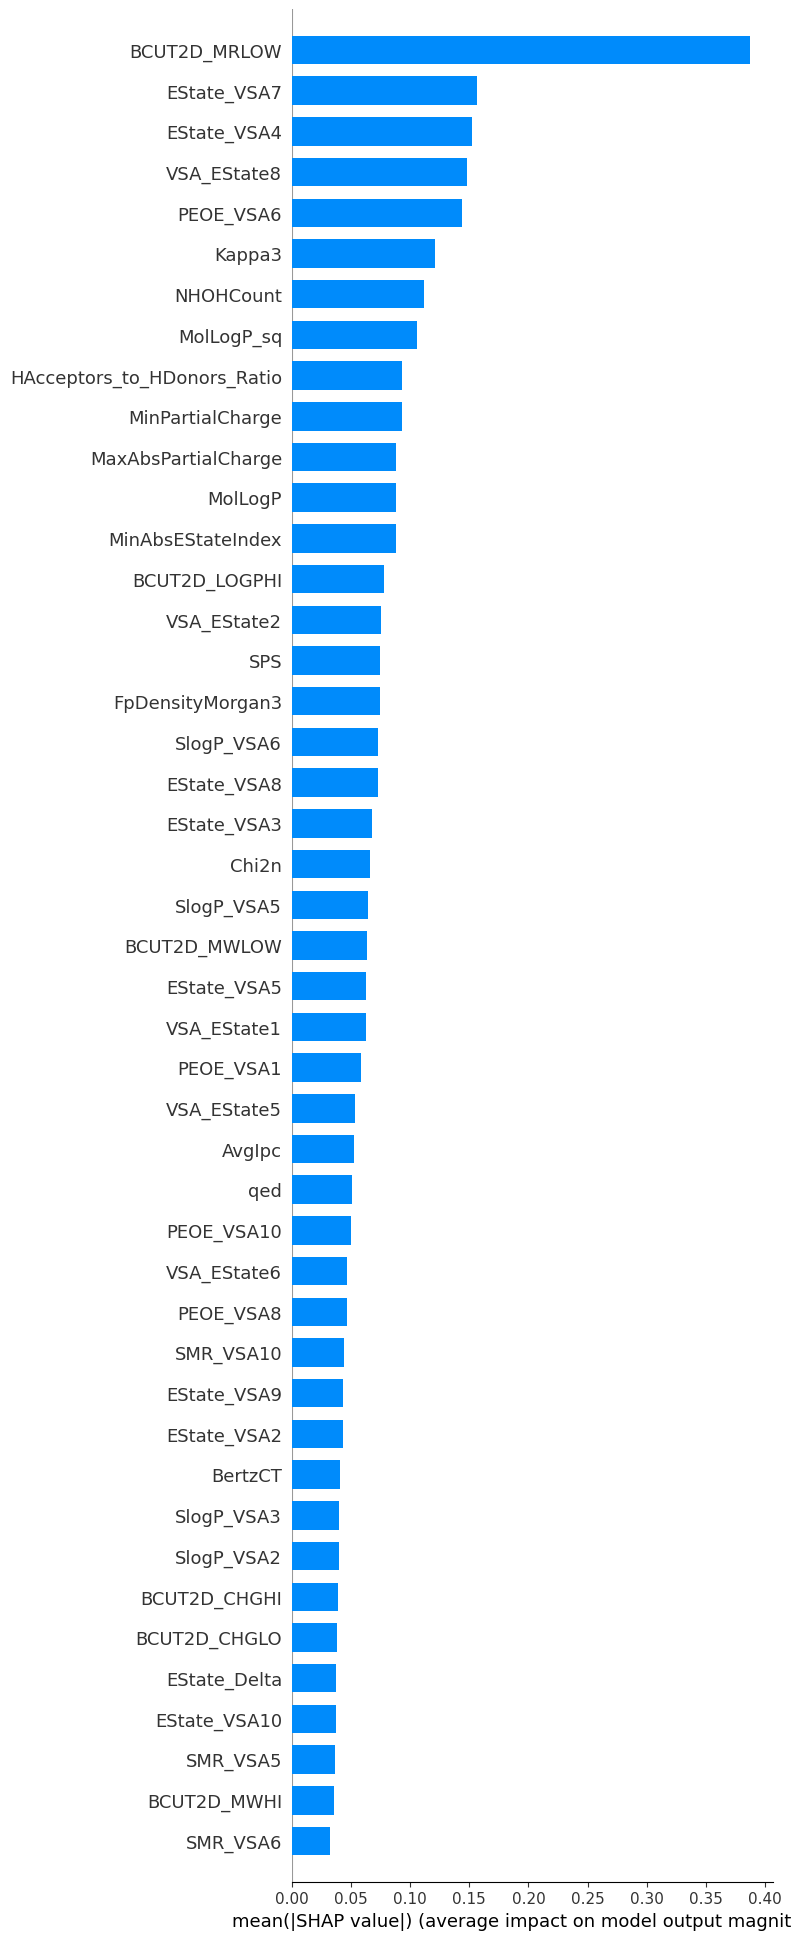 BCUT2D_MRLOW
EState_VSA7
EState_VSA4
VSA_EState8
PEOE_VSA6
Kappa3
NHOHCount
MolLogP_sq
HAcceptors_to_HDonors_Ratio
MinPartialCharge
MaxAbsPartialCharge
MolLogP
MinAbsEStateIndex
BCUT2D_LOGPHI
VSA_EState2
SPS
FpDensityMorgan3
SlogP_VSA6
EState_VSA8
EState_VSA3
Chi2n
SlogP_VSA5
BCUT2D_MWLOW
EState_VSA5
VSA_EState1
PEOE_VSA1
VSA_EState5
AvgIpc
qed
PEOE_VSA10
VSA_EState6
PEOE_VSA8
SMR_VSA10
EState_VSA9
EState_VSA2
BertzCT
SlogP_VSA3
SlogP_VSA2
BCUT2D_CHGHI
BCUT2D_CHGLO
EState_Delta
EState_VSA10
SMR_VSA5
BCUT2D_MWHI
SMR_VSA6
0.00 0.05 0.10 0.15 0.20 0.25 0.30 0.35 0.40
mean(|SHAP value|) (average impact on model output magnit